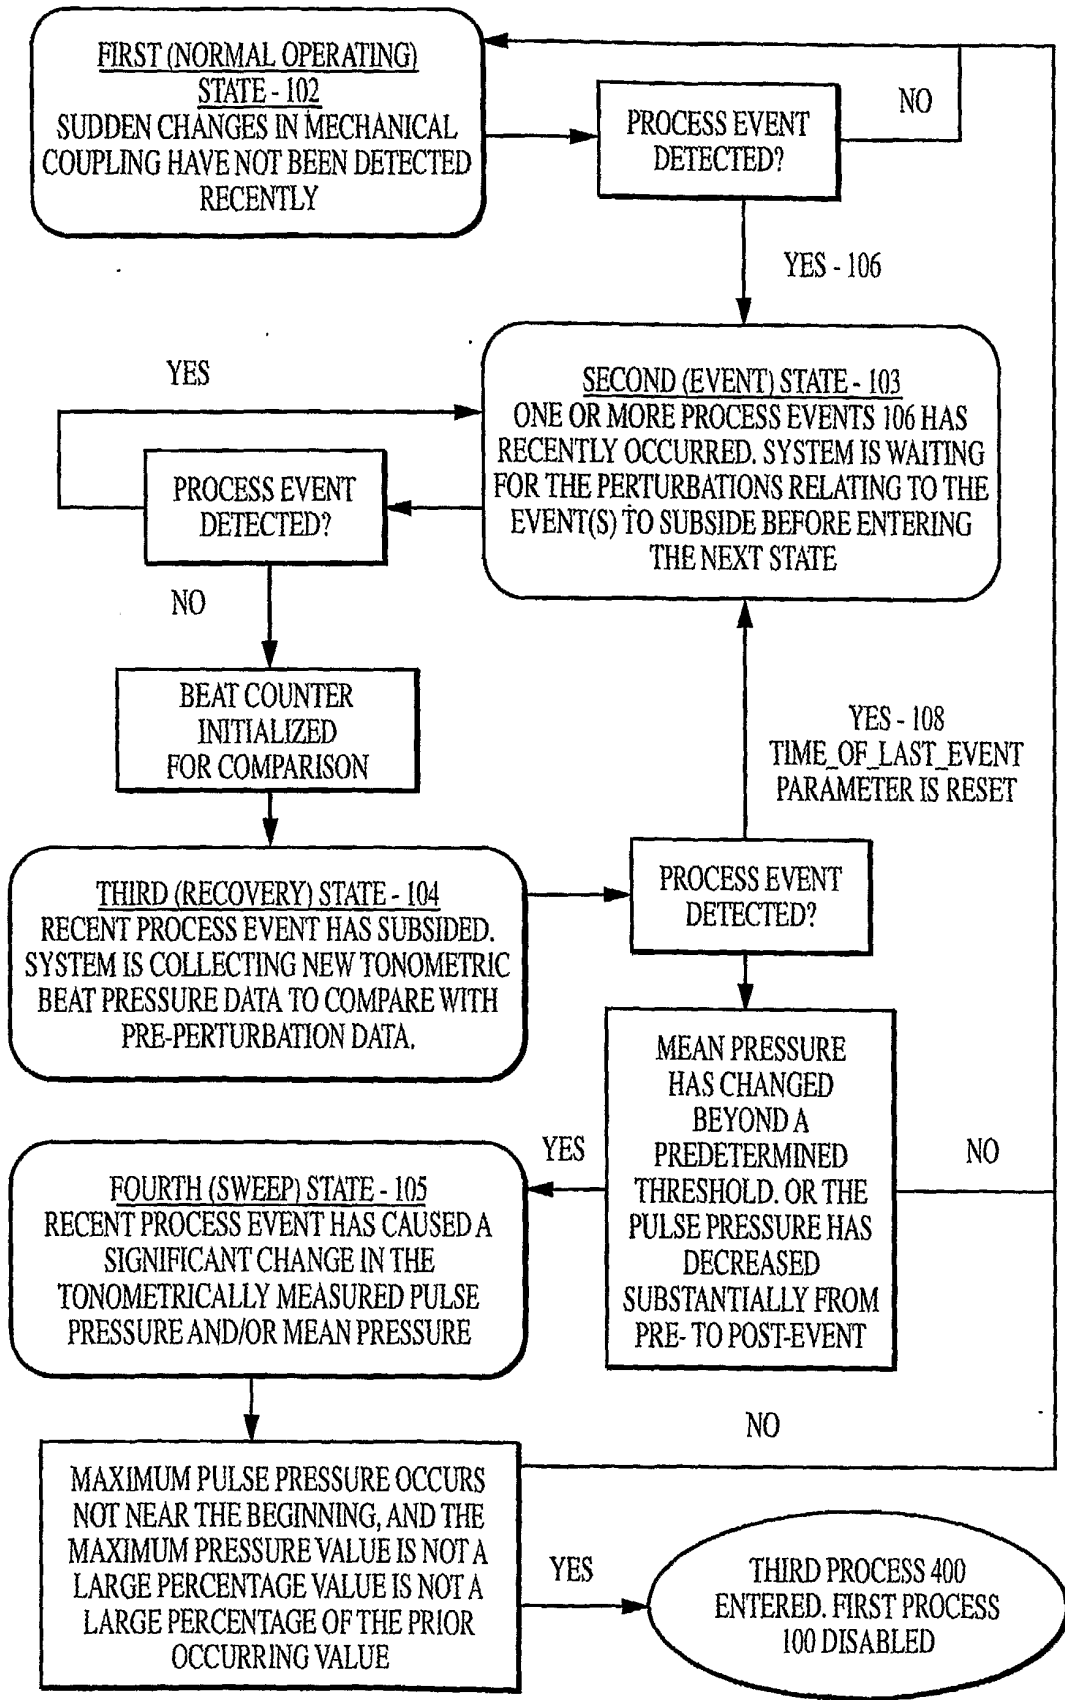 FIRST (NORMAL OPERATING)
STATE - 102
SUDDEN CHANGES IN MECHANICAL
COUPLING HAVE NOT BEEN DETECTED
RECENTLY
PROCESS EVENT
DETECTED?
NO
YES - 106
SECOND (EVENT) STATE - 103
ONE OR MORE PROCESS EVENTS 106 HAS
RECENTLY OCCURRED. SYSTEM IS WAITING
FOR THE PERTURBATIONS RELATING TO THE
EVENT(S) TO SUBSIDE BEFORE ENTERING
THE NEXT STATE
YES
PROCESS EVENT
DETECTED?
NO
BEAT COUNTER
INITIALIZED
FOR COMPARISON
YES - 108
TIME_OF_LAST_EVENT
PARAMETER IS RESET
THIRD (RECOVERY) STATE - 104
RECENT PROCESS EVENT HAS SUBSIDED.
SYSTEM IS COLLECTING NEW TONOMETRIC
BEAT PRESSURE DATA TO COMPARE WITH
PRE-PERTURBATION DATA.
PROCESS EVENT
DETECTED?
MEAN PRESSURE
HAS CHANGED
BEYOND A
PREDETERMINED
THRESHOLD. OR THE
PULSE PRESSURE HAS
DECREASED
SUBSTANTIALLY FROM
PRE- TO POST-EVENT
YES
NO
FOURTH (SWEEP) STATE - 105
RECENT PROCESS EVENT HAS CAUSED A
SIGNIFICANT CHANGE IN THE
TONOMETRICALLY MEASURED PULSE
PRESSURE AND/OR MEAN PRESSURE
NO
MAXIMUM PULSE PRESSURE OCCURS
NOT NEAR THE BEGINNING, AND THE
MAXIMUM PRESSURE VALUE IS NOT A
LARGE PERCENTAGE VALUE IS NOT A
LARGE PERCENTAGE OF THE PRIOR
OCCURRING VALUE
YES
THIRD PROCESS 400
ENTERED. FIRST PROCESS
100 DISABLED